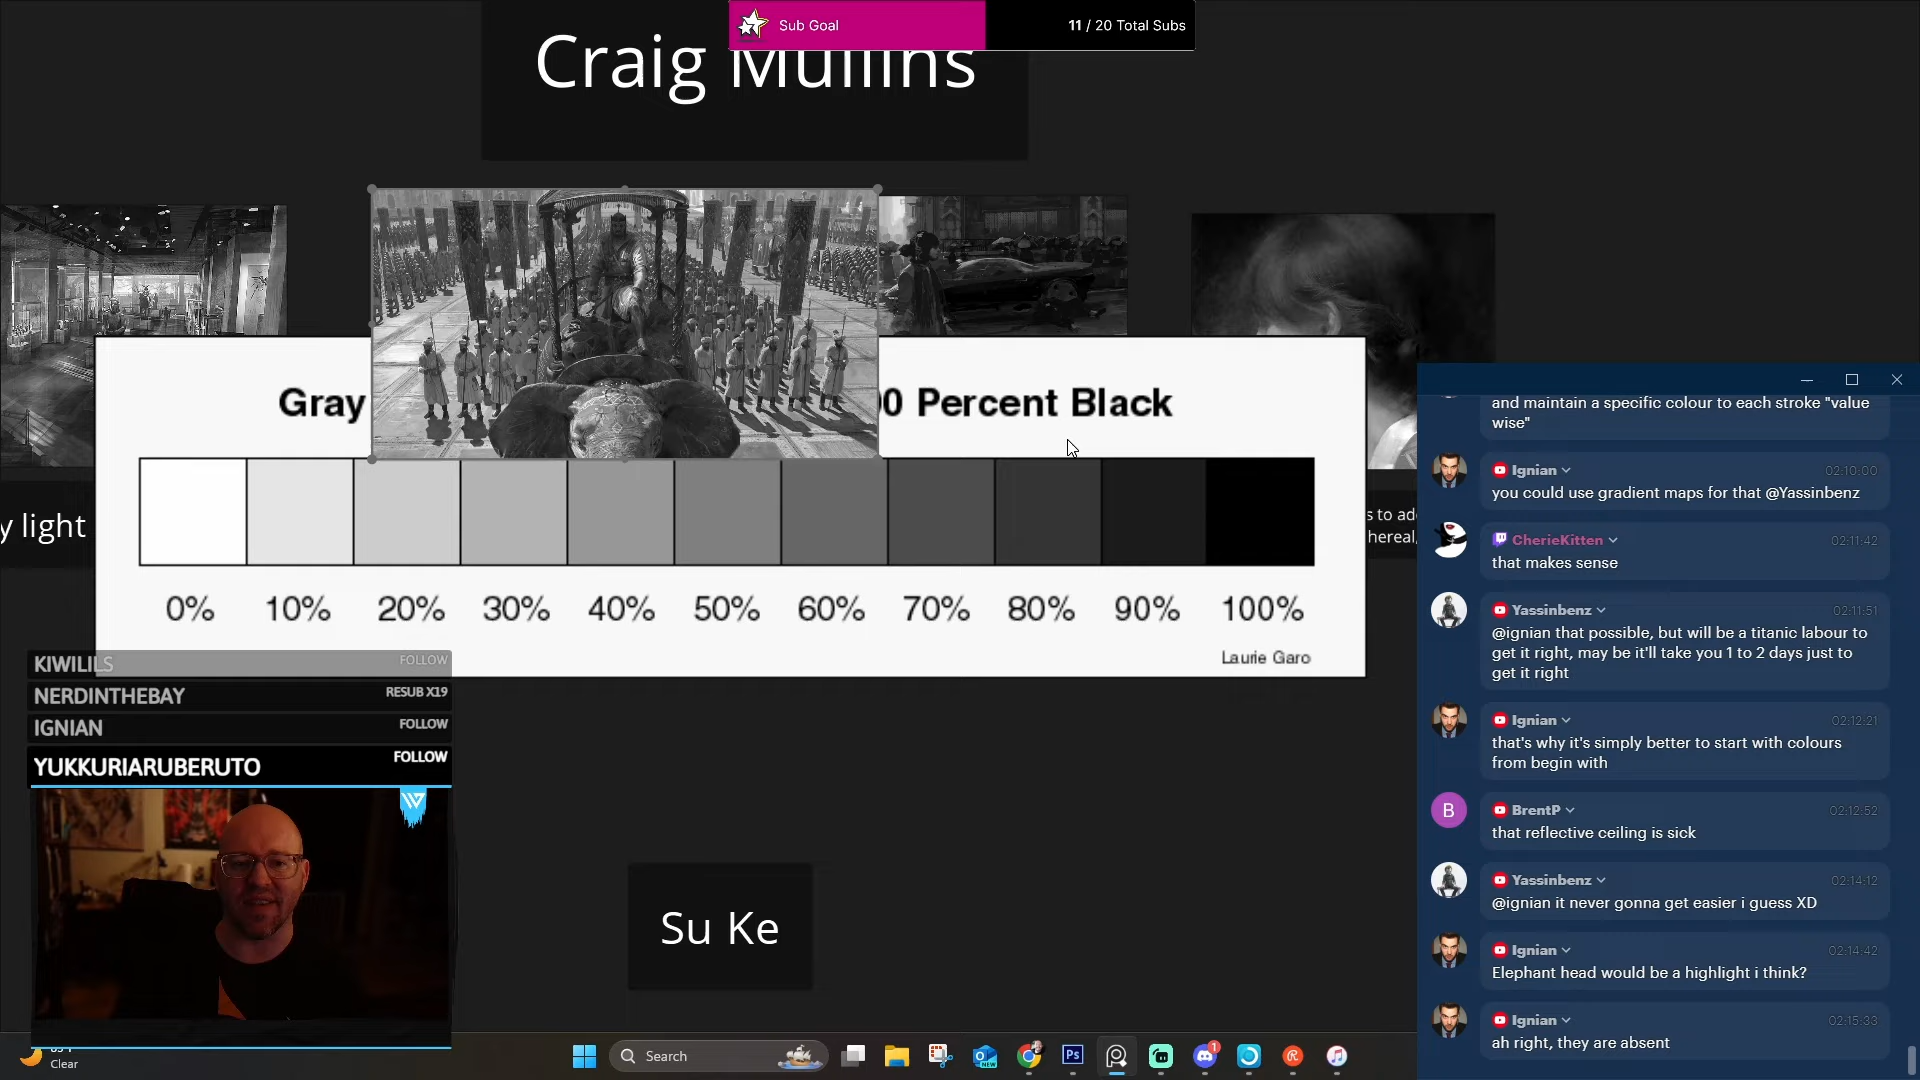 Sub Goal
11 / 20 Total Subs
Craig Mullins
Gray
00 Percent Black
0% 10% 20% 30% 40% 50% 60% 70% 80% 90% 100%
Laurie Garo
y light
s to
hereal,
KIWILILS FOLLOW
NERDINTHEBAY RESUB X19
IGNIAN FOLLOW
YUKKURIARUBERUTO FOLLOW
Su Ke
and maintain a specific colour to each stroke "value
wise"
Ignian 02:10:00
you could use gradient maps for that @Yassinbenz
CherieKitten 02:11:42
that makes sense
Yassinbenz 02:11:51
@ignian that possible, but will be a titanic labour to
get it right, may be it'll take you 1 to 2 days just to
get it right
Ignian 02:12:21
that's why it's simply better to start with colours
from begin with
B
BrentP 02:12:52
that reflective ceiling is sick
Yassinbenz 02:14:12
@ignian it never gonna get easier i guess XD
Ignian 02:14:42
Elephant head would be a highlight i think?
Ignian 02:15:33
ah right, they are absent
Clear
Search
NEW
Ps
1